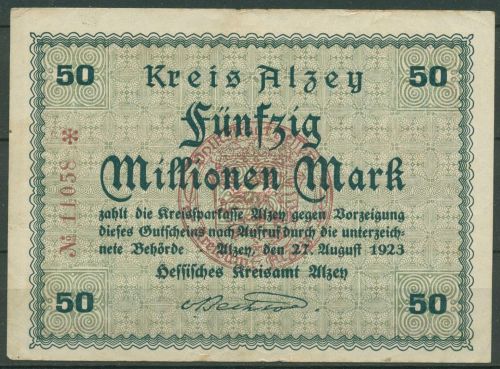 50 Kreis Alzey 50
Fünfzig
Millionen Mark
zahlt die Kreissparkasse Alzey gegen Vorzeigung
dieses Gutscheins nach Aufruf durch die unterzeich-
nete Behörde - Alzey, den 27. August 1923
Hessisches Kreisamt Alzey
50 50
№ 11058 *